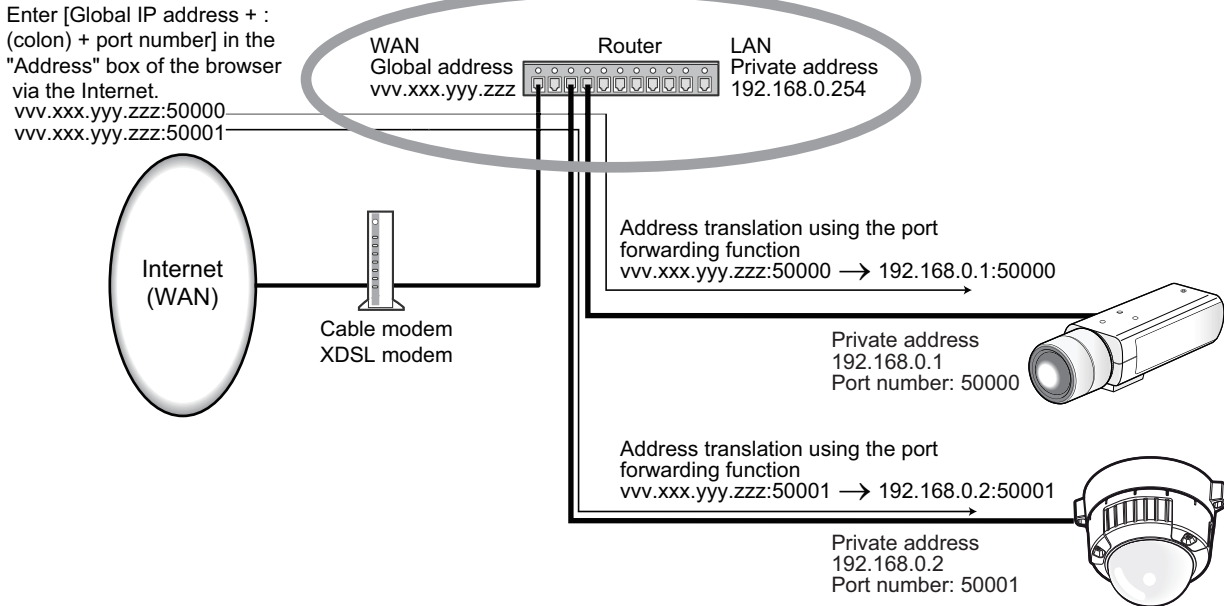 Enter [Global IP address + :
(colon) + port number] in the
"Address" box of the browser
via the Internet.
vvv.xxx.yyy.zzz:50000
vvv.xxx.yyy.zzz:50001
WAN
Global address
vvv.xxx.yyy.zzz
Router
LAN
Private address
192.168.0.254
Internet
(WAN)
Cable modem
XDSL modem
Address translation using the port
forwarding function
vvv.xxx.yyy.zzz:50000 → 192.168.0.1:50000
Private address
192.168.0.1
Port number: 50000
Address translation using the port
forwarding function
vvv.xxx.yyy.zzz:50001 → 192.168.0.2:50001
Private address
192.168.0.2
Port number: 50001